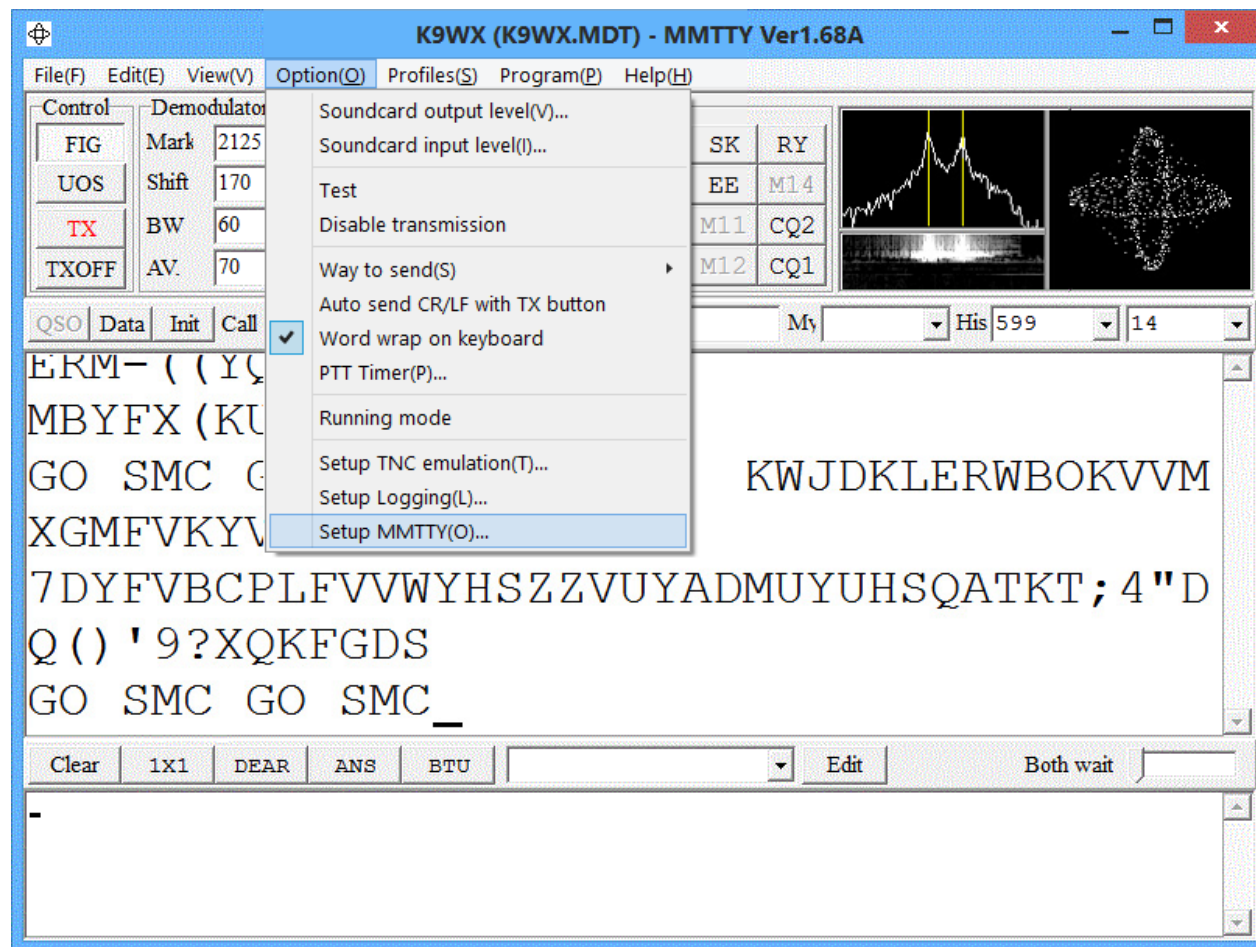 K9WX (K9WX.MDT) - MMTTY Ver1.68A
File(F) Edit(E) View(V) Option(O) Profiles(S) Program(P) Help(H)
Control Demodulator
FIG Mark 2125 SK RY
UOS Shift 170 EE M14
TX BW 60 M11 CQ2
TXOFF AV. 70 M12 CQ1
Soundcard output level(V)...
Soundcard input level(I)...
Test
Disable transmission
Way to send(S)
Auto send CR/LF with TX button
Word wrap on keyboard
PTT Timer(P)...
Running mode
Setup TNC emulation(T)...
Setup Logging(L)...
Setup MMTTY(O)...
QSO Data Init Call My His 599 14
ERM-((YQ
MBYFX(KU
GO SMC G KWJDKLERWBOKVVM
XGMFVKYV
7DYFVBCPLFVVWYHSZZVUYADMUYUHSQATKT;4"D
Q()'9?XQKFGDS
GO SMC GO SMC_
Clear 1X1 DEAR ANS BTU Edit Both wait